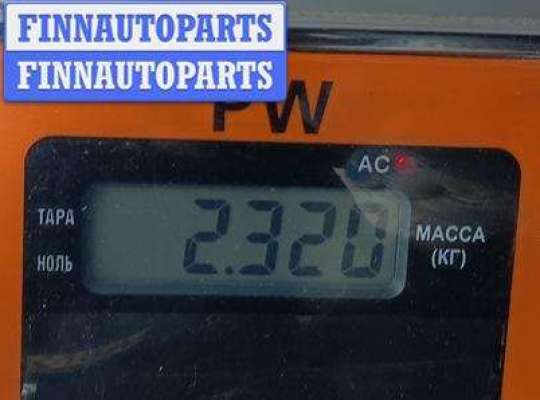 FINNAUTOPARTS
FINNAUTOPARTS
PW
AC
ТАРА
2.320
МАССА
(КГ)
НОЛЬ